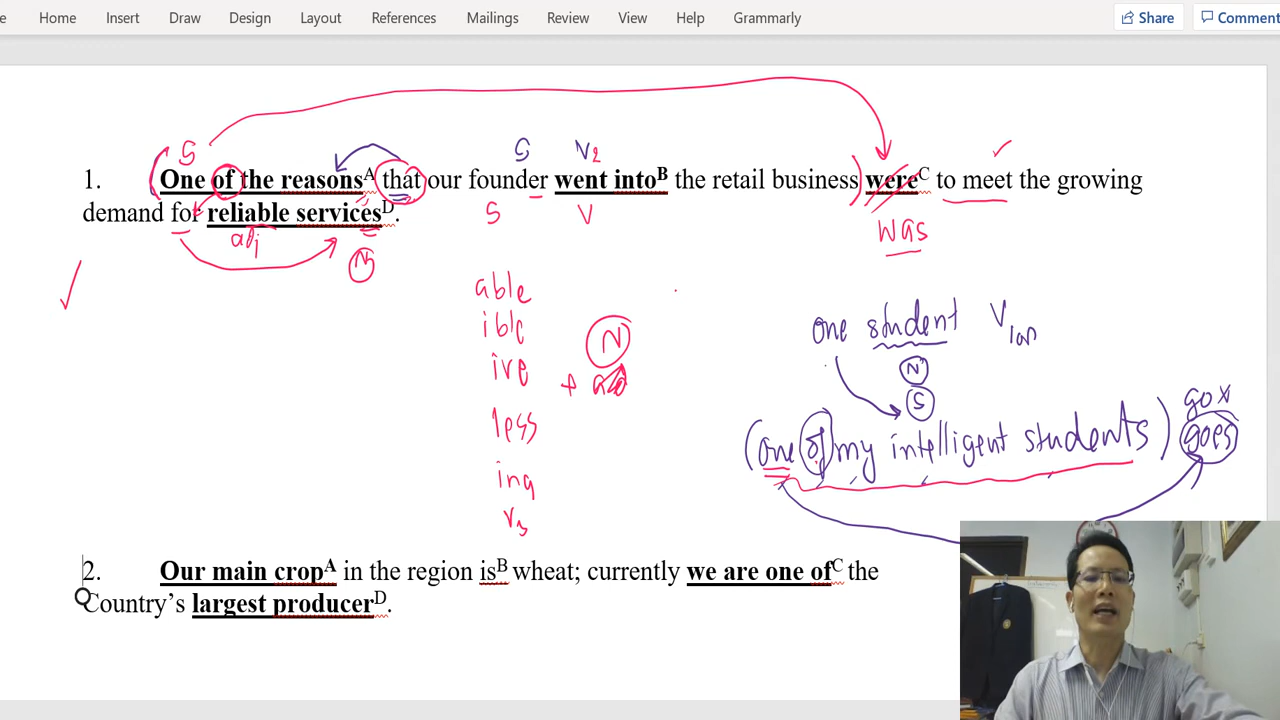 Home Insert Draw Design Layout References Mailings Review View Help Grammarly Share Comment
S S V2
1. One of the reasonsA that our founder went intoB the retail business wereC to meet the growing
demand for reliable servicesD.
S V was
adj N
able
ible
ive
less
ing
V3
N
+
one student V1
N
S
go x
(one of my intelligent students) goes
2. Our main cropA in the region isB wheat; currently we are one ofC the
Country’s largest producerD.